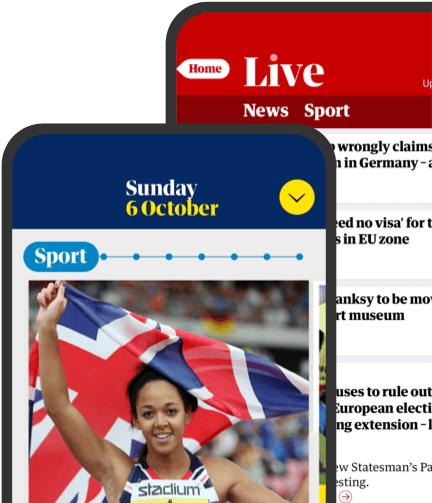 Home
Live
Up
News Sport
wrongly claims
in Germany – a
eed no visa' for t
s in EU zone
anksy to be mov
rt museum
uses to rule out
European electi
ng extension – l
ew Statesman's Pa
esting.
Sunday
6 October
Sport
stadium